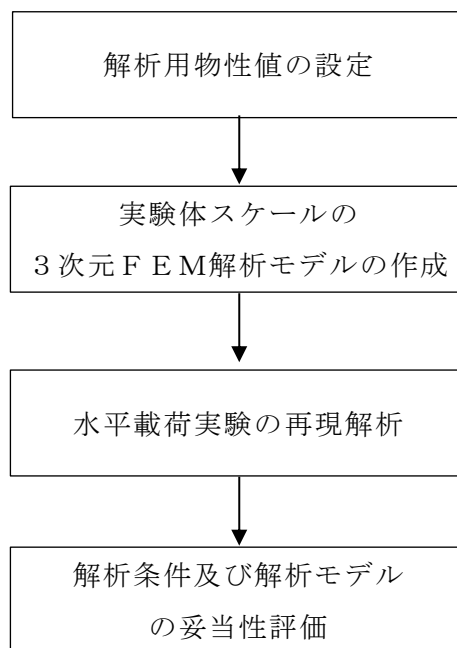 解析用物性値の設定
実験体スケールの
３次元ＦＥＭ解析モデルの作成
水平載荷実験の再現解析
解析条件及び解析モデル
の妥当性評価